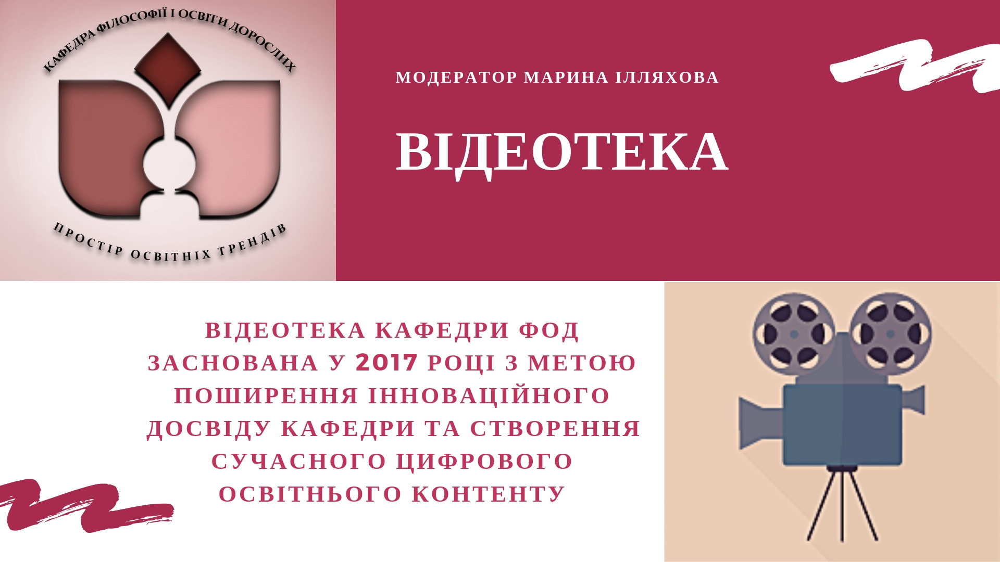 КАФЕДРА ФІЛОСОФІЇ І ОСВІТИ ДОРОСЛИХ
ПРОСТІР ОСВІТНІХ ТРЕНДІВ
МОДЕРАТОР МАРИНА ІЛЛЯХОВА
ВІДЕОТЕКА
ВІДЕОТЕКА КАФЕДРИ ФОД
ЗАСНОВАНА У 2017 РОЦІ З МЕТОЮ
ПОШИРЕННЯ ІННОВАЦІЙНОГО
ДОСВІДУ КАФЕДРИ ТА СТВОРЕННЯ
СУЧАСНОГО ЦИФРОВОГО
ОСВІТНЬОГО КОНТЕНТУ